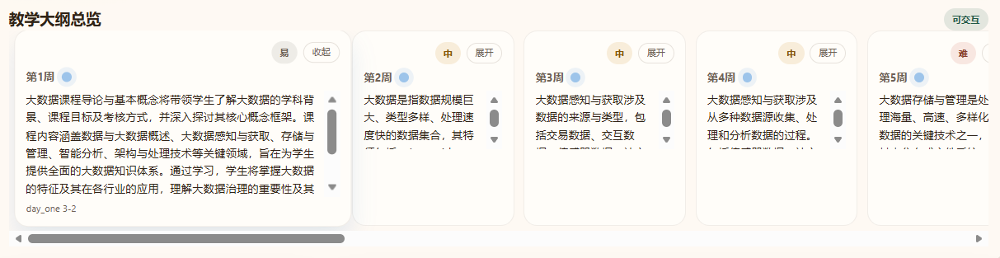 教学大纲总览
可交互
易
收起
第1周
大数据课程导论与基本概念将带领学生了解大数据的学科背
景、课程目标及考核方式，并深入探讨其核心概念框架。课
程内容涵盖数据与大数据概述、大数据感知与获取、存储与
管理、智能分析、架构与处理技术等关键领域，旨在为学生
提供全面的大数据知识体系。通过学习，学生将掌握大数据
的特征及其在各行业的应用，理解大数据治理的重要性及其
day_one 3-2
中
展开
第2周
大数据是指数据规模巨
大、类型多样、处理速
度快的数据集合，其特
中
展开
第3周
大数据感知与获取涉及
数据的来源与类型，包
括交易数据、交互数
中
展开
第4周
大数据感知与获取涉及
从多种数据源收集、处
理和分析数据的过程。
难
第5周
大数据存储与管理是处
理海量、高速、多样化
数据的关键技术之一，